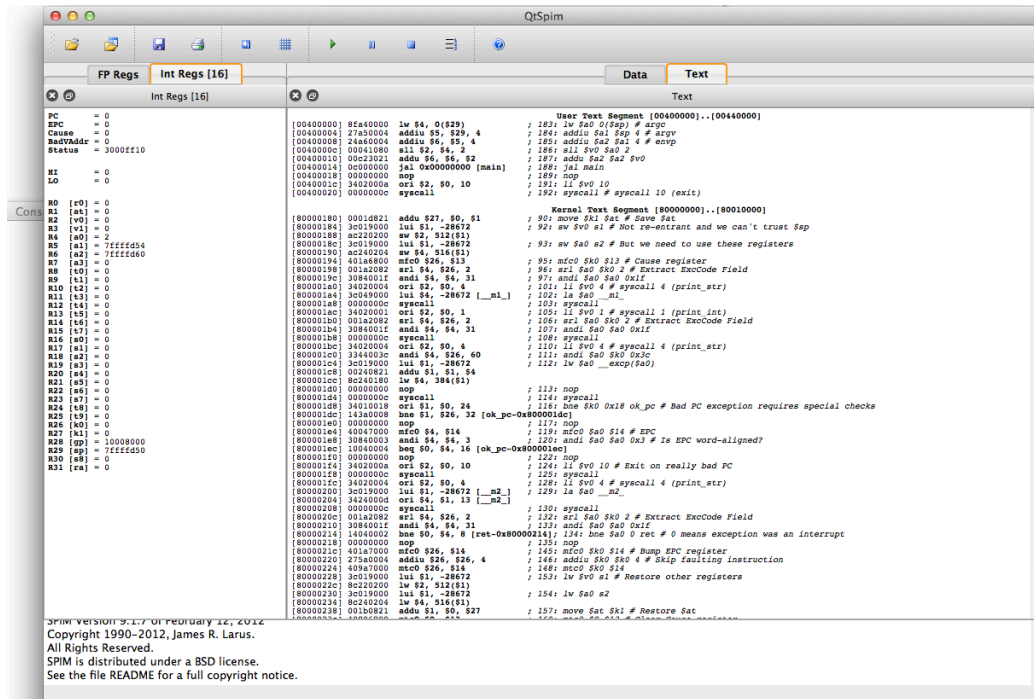 QtSpim
FP Regs
Int Regs [16]
Data
Text
Int Regs [16]
Text
Cons
PC = 0
EPC = 0
Cause = 0
BadVAddr = 0
Status = 3000ff10
HI = 0
LO = 0
R0 [r0] = 0
R1 [at] = 0
R2 [v0] = 0
R3 [v1] = 0
R4 [a0] = 2
R5 [a1] = 7ffffd54
R6 [a2] = 7ffffd60
R7 [a3] = 0
R8 [t0] = 0
R9 [t1] = 0
R10 [t2] = 0
R11 [t3] = 0
R12 [t4] = 0
R13 [t5] = 0
R14 [t6] = 0
R15 [t7] = 0
R16 [s0] = 0
R17 [s1] = 0
R18 [s2] = 0
R19 [s3] = 0
R20 [s4] = 0
R21 [s5] = 0
R22 [s6] = 0
R23 [s7] = 0
R24 [t8] = 0
R25 [t9] = 0
R26 [k0] = 0
R27 [k1] = 0
R28 [gp] = 10008000
R29 [sp] = 7ffffd50
R30 [s8] = 0
R31 [ra] = 0
User Text Segment [00400000]..[00440000]
[00400000] 8fa40000 lw $4, 0($29) ; 183: lw $a0 0($sp) # argc
[00400004] 27a50004 addiu $5, $29, 4 ; 184: addiu $a1 $sp 4 # argv
[00400008] 24a60004 addiu $6, $5, 4 ; 185: addiu $a2 $a1 4 # envp
[0040000c] 00041080 sll $2, $4, 2 ; 186: sll $v0 $a0 2
[00400010] 00c23021 addu $6, $6, $2 ; 187: addu $a2 $a2 $v0
[00400014] 0c000000 jal 0x00000000 [main] ; 188: jal main
[00400018] 00000000 nop ; 189: nop
[0040001c] 3402000a ori $2, $0, 10 ; 191: li $v0 10
[00400020] 0000000c syscall ; 192: syscall # syscall 10 (exit)
Kernel Text Segment [80000000]..[80010000]
[80000180] 0001d821 addu $27, $0, $1 ; 90: move $k1 $at # Save $at
[80000184] 3c019000 lui $1, -28672 ; 92: sw $v0 s1 # Not re-entrant and we can't trust $sp
[80000188] ac220200 sw $2, 512($1)
[8000018c] 3c019000 lui $1, -28672 ; 93: sw $a0 s2 # But we need to use these registers
[80000190] ac240204 sw $4, 516($1)
[80000194] 401a6800 mfc0 $26, $13 ; 95: mfc0 $k0 $13 # Cause register
[80000198] 001a2082 srl $4, $26, 2 ; 96: srl $a0 $k0 2 # Extract ExcCode Field
[8000019c] 3084001f andi $4, $4, 31 ; 97: andi $a0 $a0 0x1f
[800001a0] 34020004 ori $2, $0, 4 ; 101: li $v0 4 # syscall 4 (print_str)
[800001a4] 3c049000 lui $4, -28672 [__m1_] ; 102: la $a0 __m1_
[800001a8] 0000000c syscall ; 103: syscall
[800001ac] 34020001 ori $2, $0, 1 ; 105: li $v0 1 # syscall 1 (print_int)
[800001b0] 001a2082 srl $4, $26, 2 ; 106: srl $a0 $k0 2 # Extract ExcCode Field
[800001b4] 3084001f andi $4, $4, 31 ; 107: andi $a0 $a0 0x1f
[800001b8] 0000000c syscall ; 108: syscall
[800001bc] 34020004 ori $2, $0, 4 ; 110: li $v0 4 # syscall 4 (print_str)
[800001c0] 3344003c andi $4, $26, 60 ; 111: andi $a0 $k0 0x3c
[800001c4] 3c019000 lui $1, -28672 ; 112: lw $a0 __excp($a0)
[800001c8] 00240821 addu $1, $1, $4
[800001cc] 8c240180 lw $4, 384($1)
[800001d0] 00000000 nop ; 113: nop
[800001d4] 0000000c syscall ; 114: syscall
[800001d8] 34010018 ori $1, $0, 24 ; 116: bne $k0 0x18 ok_pc # Bad PC exception requires special checks
[800001dc] 143a0008 bne $1, $26, 32 [ok_pc-0x800001dc]
[800001e0] 00000000 nop ; 117: nop
[800001e4] 40047000 mfc0 $4, $14 ; 119: mfc0 $a0 $14 # EPC
[800001e8] 30840003 andi $4, $4, 3 ; 120: andi $a0 $a0 0x3 # Is EPC word-aligned?
[800001ec] 10040004 beq $0, $4, 16 [ok_pc-0x800001ec]
[800001f0] 00000000 nop ; 122: nop
[800001f4] 3402000a ori $2, $0, 10 ; 124: li $v0 10 # Exit on really bad PC
[800001f8] 0000000c syscall ; 125: syscall
[800001fc] 34020004 ori $2, $0, 4 ; 128: li $v0 4 # syscall 4 (print_str)
[80000200] 3c019000 lui $1, -28672 [__m2_] ; 129: la $a0 __m2_
[80000204] 3424000d ori $4, $1, 13 [__m2_]
[80000208] 0000000c syscall ; 130: syscall
[8000020c] 001a2082 srl $4, $26, 2 ; 132: srl $a0 $k0 2 # Extract ExcCode Field
[80000210] 3084001f andi $4, $4, 31 ; 133: andi $a0 $a0 0x1f
[80000214] 14040002 bne $0, $4, 8 [ret-0x80000214]; 134: bne $a0 0 ret # 0 means exception was an interrupt
[80000218] 00000000 nop ; 135: nop
[8000021c] 401a7000 mfc0 $26, $14 ; 145: mfc0 $k0 $14 # Bump EPC register
[80000220] 275a0004 addiu $26, $26, 4 ; 146: addiu $k0 $k0 4 # Skip faulting instruction
[80000224] 409a7000 mtc0 $26, $14 ; 148: mtc0 $k0 $14
[80000228] 3c019000 lui $1, -28672 ; 153: lw $v0 s1 # Restore other registers
[8000022c] 8c220200 lw $2, 512($1)
[80000230] 3c019000 lui $1, -28672 ; 154: lw $a0 s2
[80000234] 8c240204 lw $4, 516($1)
[80000238] 001b0821 addu $1, $0, $27 ; 157: move $at $k1 # Restore $at
SPIM Version 9.1.7 of February 12, 2012
Copyright 1990-2012, James R. Larus.
All Rights Reserved.
SPIM is distributed under a BSD license.
See the file README for a full copyright notice.